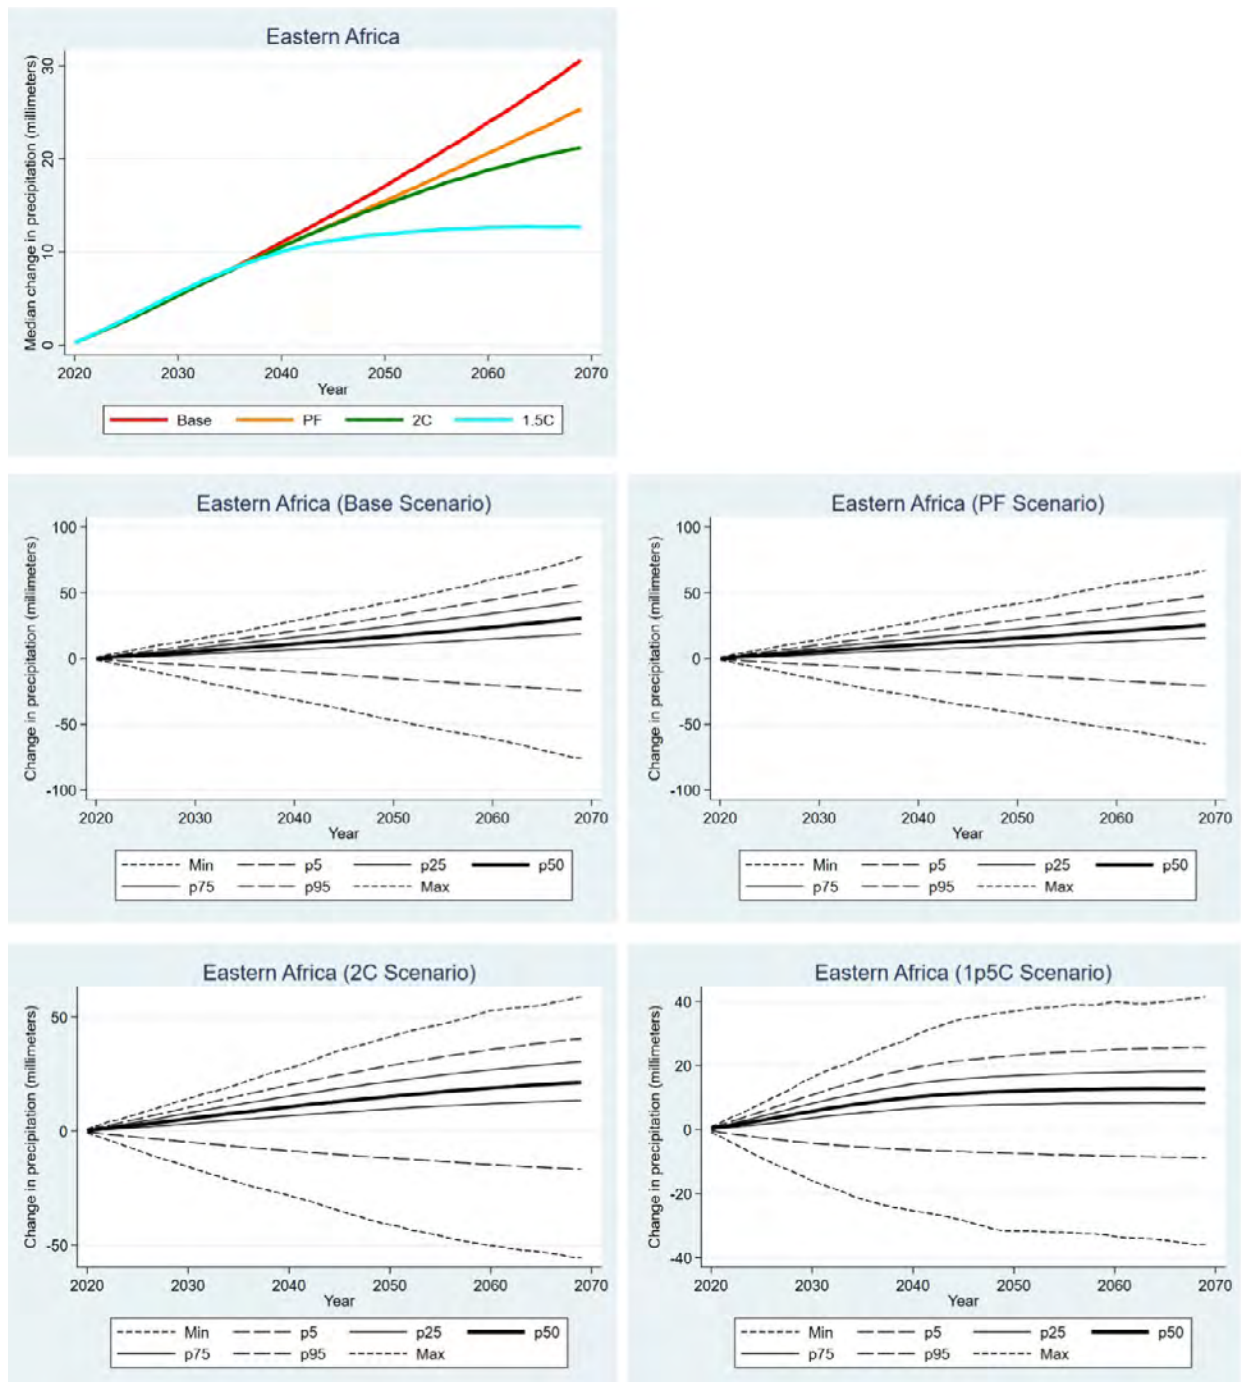 Eastern Africa
Median change in precipitation (millimeters)
30
20
10
0
2020 2030 2040 2050 2060 2070
Year
Base PF 2C 1.5C
Eastern Africa (Base Scenario)
Change in precipitation (millimeters)
100
50
0
-50
-100
2020 2030 2040 2050 2060 2070
Year
Min p5 p25 p50
p75 p95 Max
Eastern Africa (PF Scenario)
Change in precipitation (millimeters)
100
50
0
-50
-100
2020 2030 2040 2050 2060 2070
Year
Min p5 p25 p50
p75 p95 Max
Eastern Africa (2C Scenario)
Change in precipitation (millimeters)
50
0
-50
2020 2030 2040 2050 2060 2070
Year
Min p5 p25 p50
p75 p95 Max
Eastern Africa (1p5C Scenario)
Change in precipitation (millimeters)
40
20
0
-20
-40
2020 2030 2040 2050 2060 2070
Year
Min p5 p25 p50
p75 p95 Max